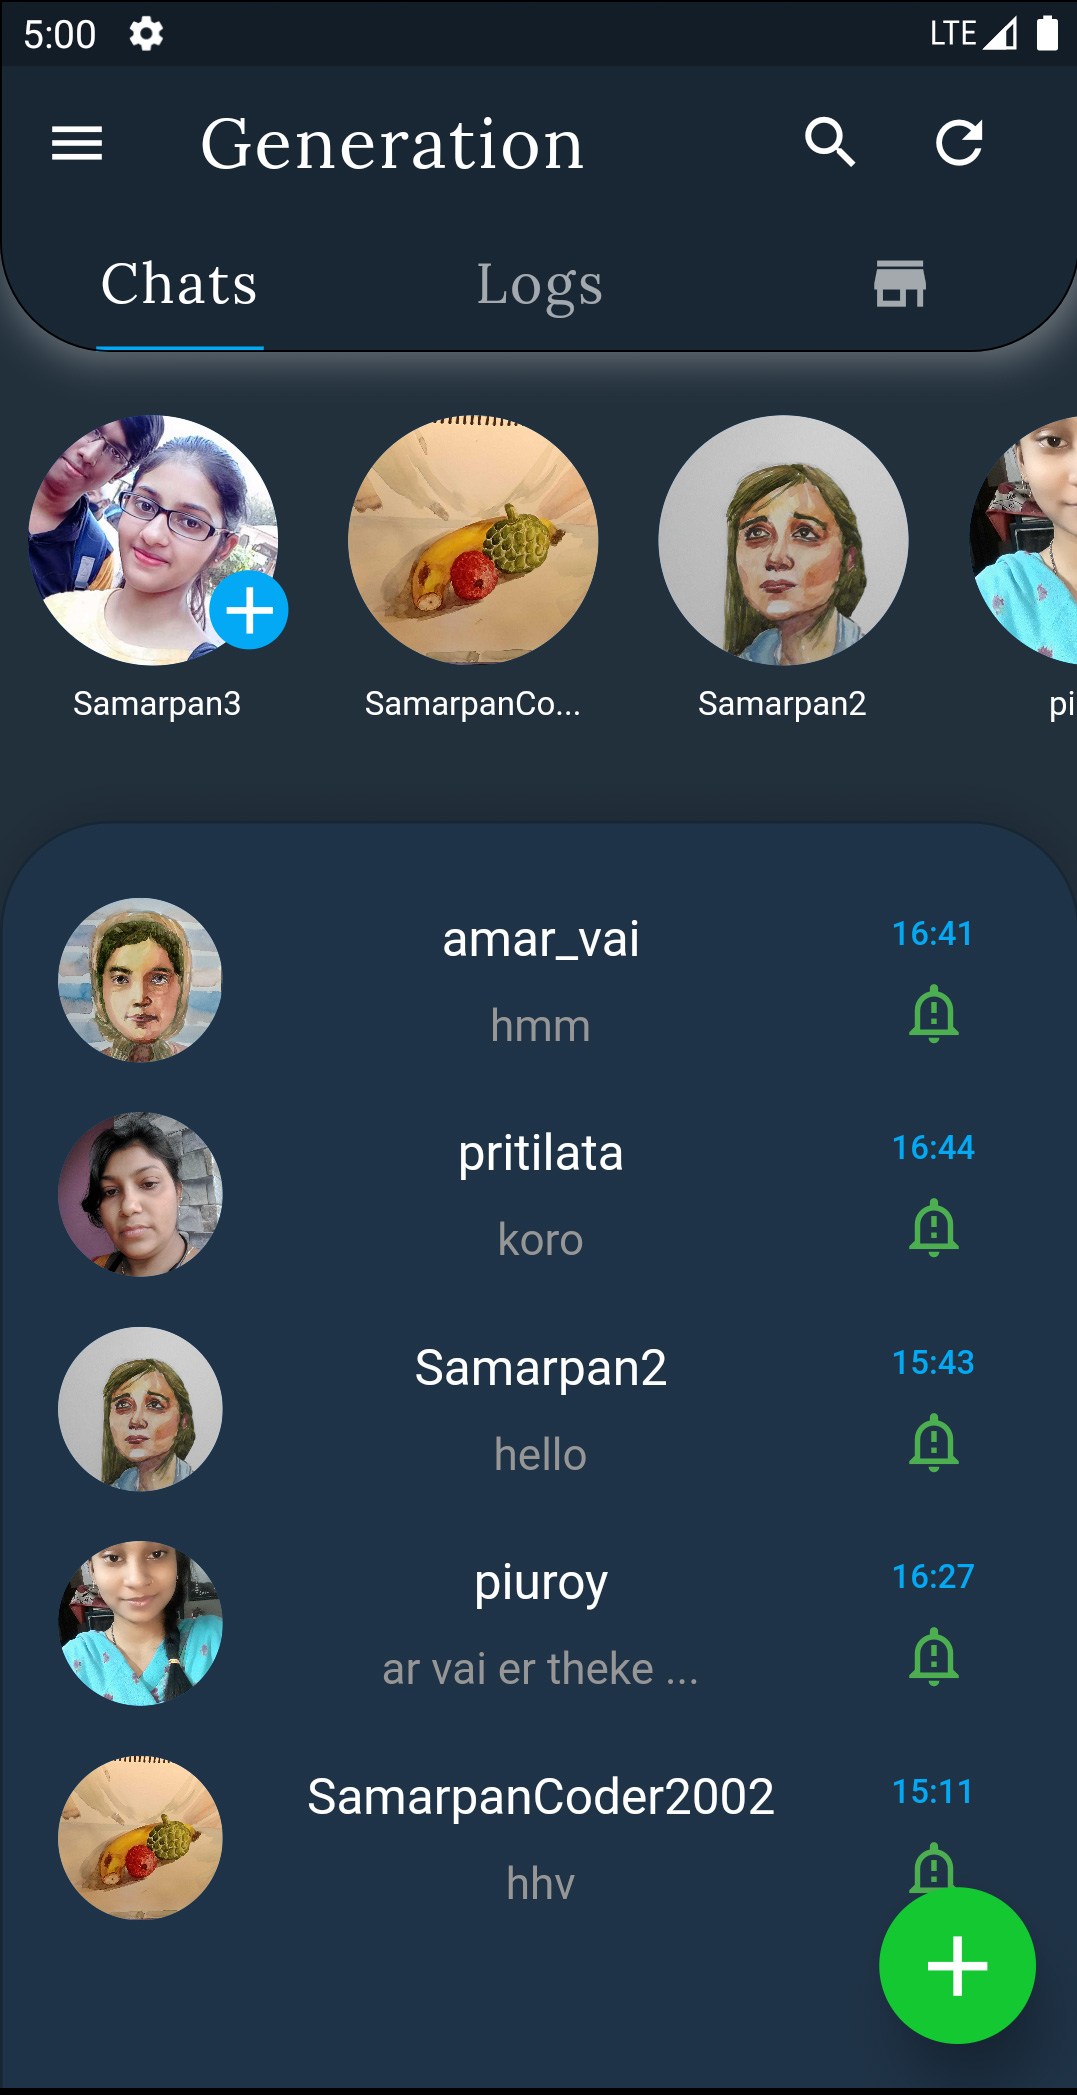 5:00 LTE
Generation
Chats Logs
Samarpan3 SamarpanCo... Samarpan2 pi
amar_vai 16:41
hmm
pritilata 16:44
koro
Samarpan2 15:43
hello
piuroy 16:27
ar vai er theke ...
SamarpanCoder2002 15:11
hhv